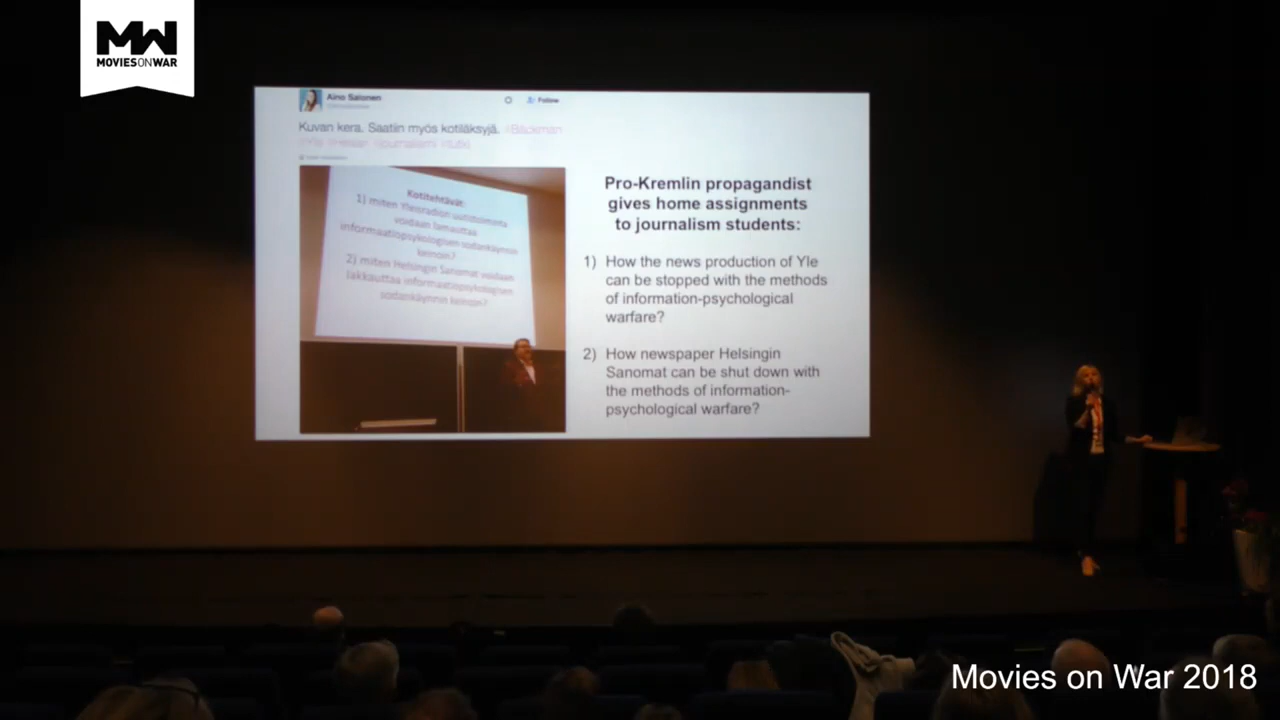 MW
MOVIESONWAR
Aino Salonen
Follow
Kuvan kera. Saatiin myös kotiläksyjä. #Bäckman
Kotitehtävät:
1) miten Yleisradion uutistoiminta
voidaan lamauttaa
informaatiopsykologisen sodankäynnin
keinoin?
2) miten Helsingin Sanomat voidaan
lakkauttaa informaatiopsykologisen
sodankäynnin keinoin?
Pro-Kremlin propagandist
gives home assignments
to journalism students:
1) How the news production of Yle
can be stopped with the methods
of information-psychological
warfare?
2) How newspaper Helsingin
Sanomat can be shut down with
the methods of information-
psychological warfare?
Movies on War 2018